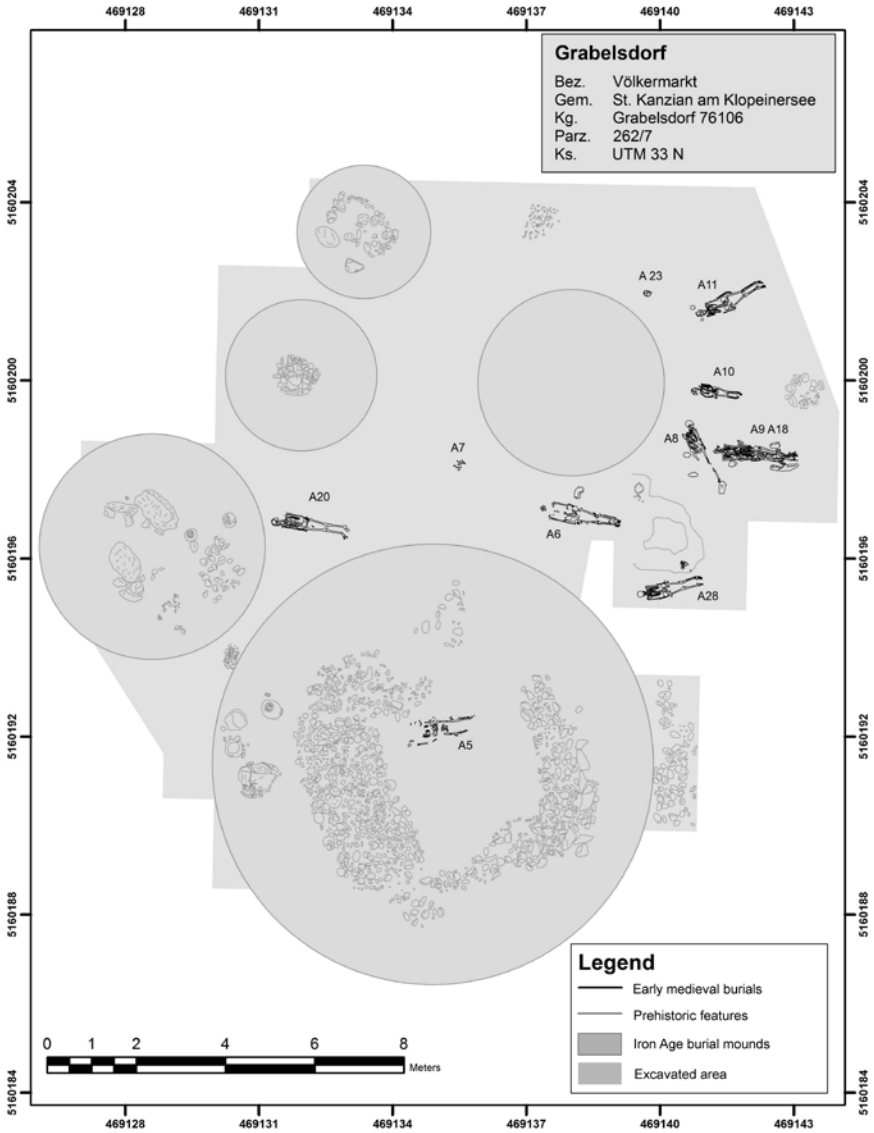 469128 469131 469134 469137 469140 469143
Grabelsdorf
Bez. Völkermarkt
Gem. St. Kanzian am Klopeinersee
Kg. Grabelsdorf 76106
Parz. 262/7
Ks. UTM 33 N
5160204 5160204
A 23 A11
5160200 5160200
A10
A8 A9 A18
A7
A20
A6
5160196 5160196
A28
5160192 5160192
A5
5160188 5160188
Legend
Early medieval burials
Prehistoric features
Iron Age burial mounds
Excavated area
0 1 2 4 6 8
Meters
5160184 5160184
469128 469131 469134 469137 469140 469143